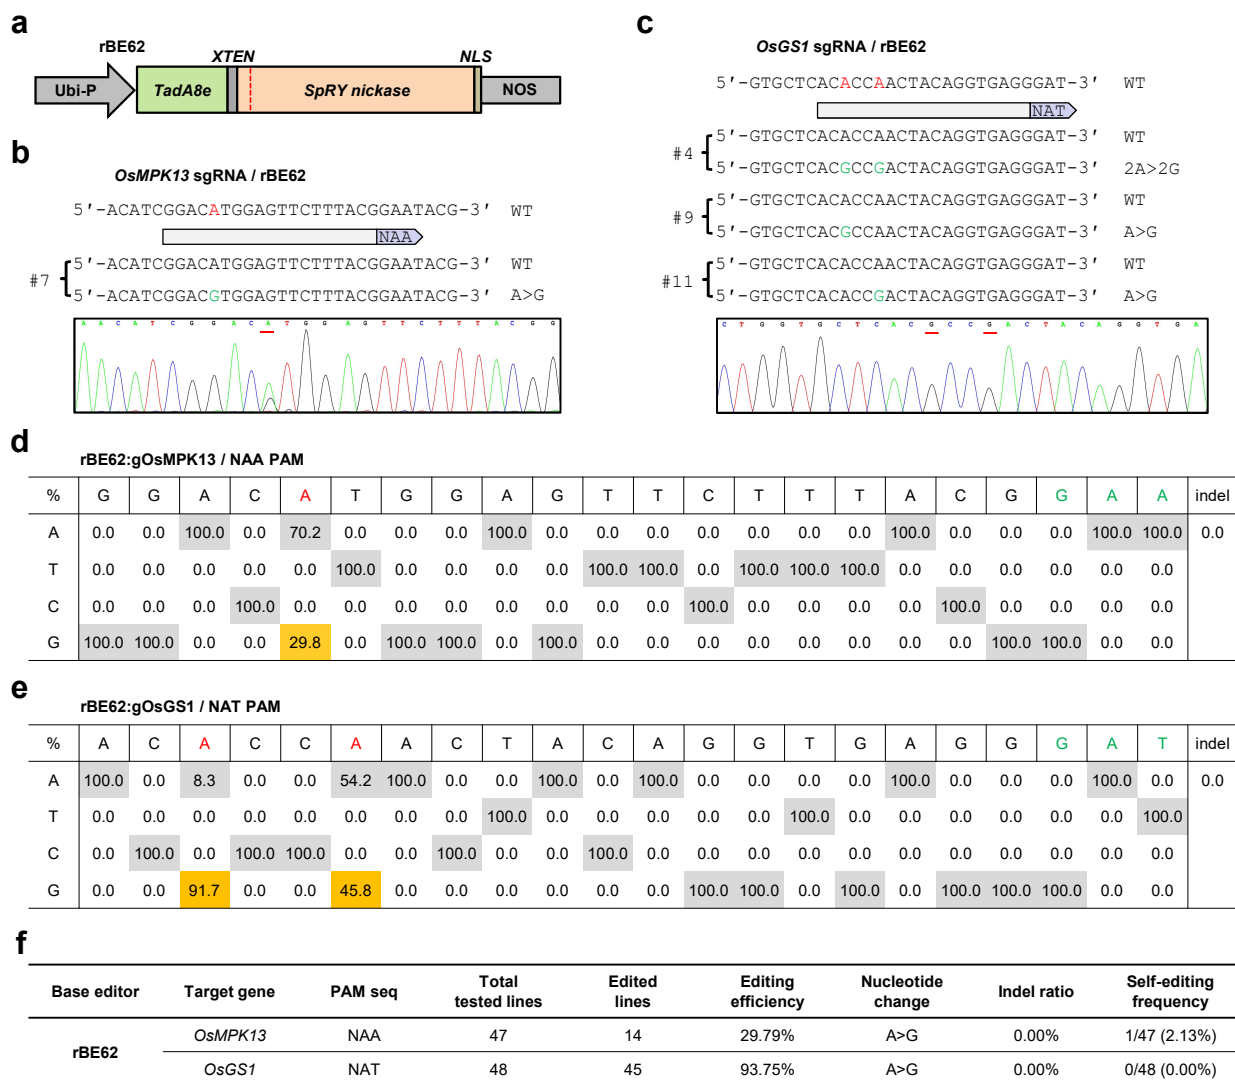 a
rBE62
XTEN
NLS
Ubi-P
TadA8e
SpRY nickase
NOS
b
OsMPK13 sgRNA / rBE62
5'-ACATCGGACATGGAGTTCTTTACGGAATACG-3' WT
NAA
#7
5'-ACATCGGACATGGAGTTCTTTACGGAATACG-3' WT
5'-ACATCGGACGTGGAGTTCTTTACGGAATACG-3' A>G
A A C A T C G G A C A T G G A G T T C T T T A C G G
c
OsGS1 sgRNA / rBE62
5'-GTGCTCACACCAACTACAGGTGAGGGAT-3' WT
NAT
#4
5'-GTGCTCACACCAACTACAGGTGAGGGAT-3' WT
5'-GTGCTCACGCCGACTACAGGTGAGGGAT-3' 2A>2G
#9
5'-GTGCTCACACCAACTACAGGTGAGGGAT-3' WT
5'-GTGCTCACGCCAACTACAGGTGAGGGAT-3' A>G
#11
5'-GTGCTCACACCAACTACAGGTGAGGGAT-3' WT
5'-GTGCTCACACCGACTACAGGTGAGGGAT-3' A>G
C T G G T G C T C A C G C C G A C T A C A G G T G A
d
rBE62:gOsMPK13 / NAA PAM
% G G A C A T G G A G T T C T T T A C G G A A indel
A 0.0 0.0 100.0 0.0 70.2 0.0 0.0 0.0 100.0 0.0 0.0 0.0 0.0 0.0 0.0 0.0 100.0 0.0 0.0 0.0 100.0 100.0 0.0
T 0.0 0.0 0.0 0.0 0.0 100.0 0.0 0.0 0.0 0.0 100.0 100.0 0.0 100.0 100.0 100.0 0.0 0.0 0.0 0.0 0.0 0.0
C 0.0 0.0 0.0 100.0 0.0 0.0 0.0 0.0 0.0 0.0 0.0 0.0 100.0 0.0 0.0 0.0 0.0 100.0 0.0 0.0 0.0 0.0
G 100.0 100.0 0.0 0.0 29.8 0.0 100.0 100.0 0.0 100.0 0.0 0.0 0.0 0.0 0.0 0.0 0.0 0.0 100.0 100.0 0.0 0.0
e
rBE62:gOsGS1 / NAT PAM
% A C A C C A A C T A C A G G T G A G G G A T indel
A 100.0 0.0 8.3 0.0 0.0 54.2 100.0 0.0 0.0 100.0 0.0 100.0 0.0 0.0 0.0 0.0 100.0 0.0 0.0 0.0 100.0 0.0 0.0
T 0.0 0.0 0.0 0.0 0.0 0.0 0.0 0.0 100.0 0.0 0.0 0.0 0.0 0.0 100.0 0.0 0.0 0.0 0.0 0.0 0.0 100.0
C 0.0 100.0 0.0 100.0 100.0 0.0 0.0 100.0 0.0 0.0 100.0 0.0 0.0 0.0 0.0 0.0 0.0 0.0 0.0 0.0 0.0 0.0
G 0.0 0.0 91.7 0.0 0.0 45.8 0.0 0.0 0.0 0.0 0.0 0.0 100.0 100.0 0.0 100.0 0.0 100.0 100.0 100.0 0.0 0.0
f
Base editor Target gene PAM seq Total tested lines Edited lines Editing efficiency Nucleotide change Indel ratio Self-editing frequency
rBE62
OsMPK13 NAA 47 14 29.79% A>G 0.00% 1/47 (2.13%)
OsGS1 NAT 48 45 93.75% A>G 0.00% 0/48 (0.00%)